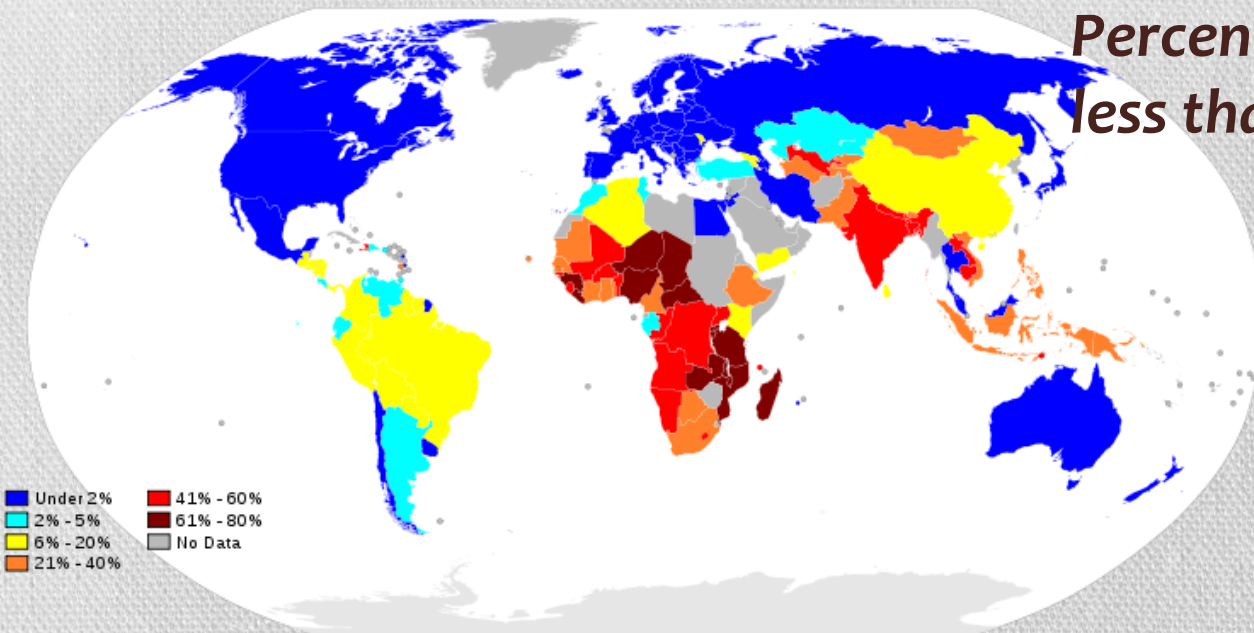 Percen
less tha
Under 2%
2% - 5%
6% - 20%
21% - 40%
41% - 60%
61% - 80%
No Data